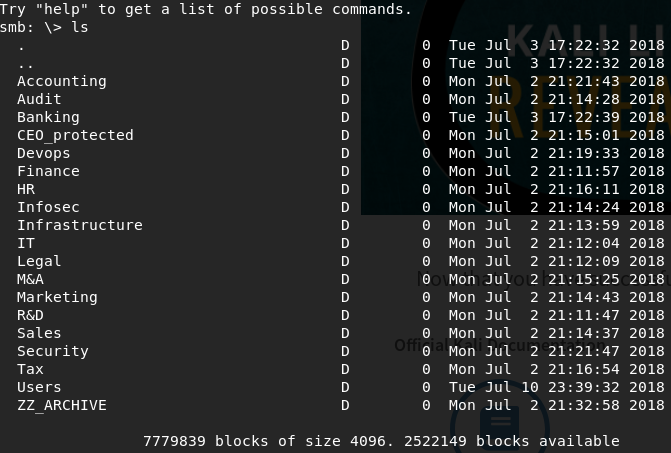 Try "help" to get a list of possible commands.
smb: \> ls
. D 0 Tue Jul 3 17:22:32 2018
.. D 0 Tue Jul 3 17:22:32 2018
Accounting D 0 Mon Jul 2 21:21:43 2018
Audit D 0 Mon Jul 2 21:14:28 2018
Banking D 0 Tue Jul 3 17:22:39 2018
CEO_protected D 0 Mon Jul 2 21:15:01 2018
Devops D 0 Mon Jul 2 21:19:33 2018
Finance D 0 Mon Jul 2 21:11:57 2018
HR D 0 Mon Jul 2 21:16:11 2018
Infosec D 0 Mon Jul 2 21:14:24 2018
Infrastructure D 0 Mon Jul 2 21:13:59 2018
IT D 0 Mon Jul 2 21:12:04 2018
Legal D 0 Mon Jul 2 21:12:09 2018
M&A D 0 Mon Jul 2 21:15:25 2018
Marketing D 0 Mon Jul 2 21:14:43 2018
R&D D 0 Mon Jul 2 21:11:47 2018
Sales D 0 Mon Jul 2 21:14:37 2018
Security D 0 Mon Jul 2 21:21:47 2018
Tax D 0 Mon Jul 2 21:16:54 2018
Users D 0 Tue Jul 10 23:39:32 2018
ZZ_ARCHIVE D 0 Mon Jul 2 21:32:58 2018
7779839 blocks of size 4096. 2522149 blocks available
KALI LI
REVEA
Now that you
Official Kali Documentation